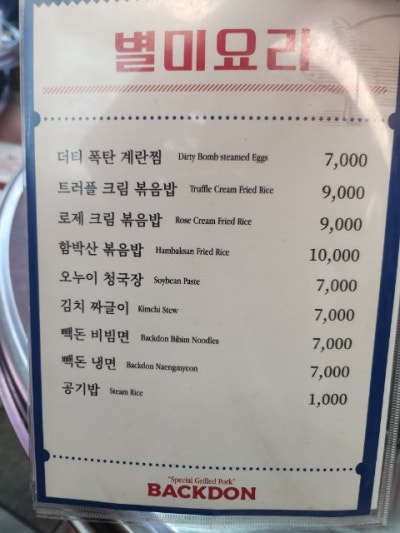 별미요리
더티 폭탄 계란찜 Dirty Bomb steamed Eggs 7,000
트러플 크림 볶음밥 Truffle Cream Fried Rice 9,000
로제 크림 볶음밥 Rose Cream Fried Rice 9,000
함박산 볶음밥 Hambaksan Fried Rice 10,000
오누이 청국장 Soybean Paste 7,000
김치 짜글이 Kimchi Stew 7,000
빽돈 비빔면 Backdon Bibim Noodles 7,000
빽돈 냉면 Backdon Naengmyeon 7,000
공기밥 Steam Rice 1,000
"Special Grilled Pork"
BACKDON